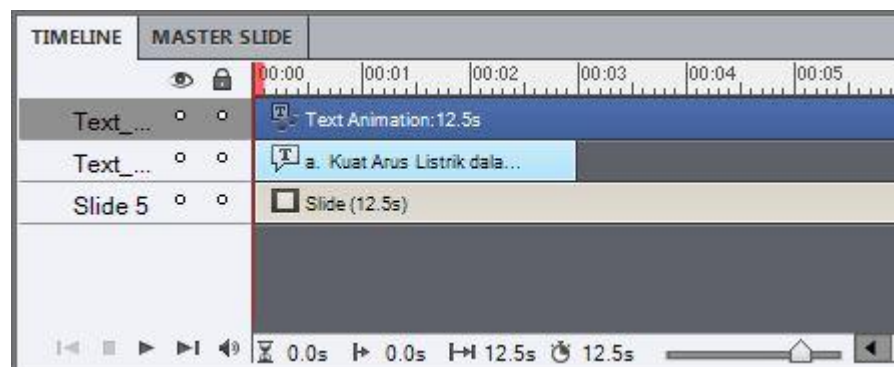 TIMELINE MASTER SLIDE
00:00 00:01 00:02 00:03 00:04 00:05
Text_... Text Animation:12.5s
Text_... a. Kuat Arus Listrik dala...
Slide 5 Slide (12.5s)
0.0s 0.0s 12.5s 12.5s